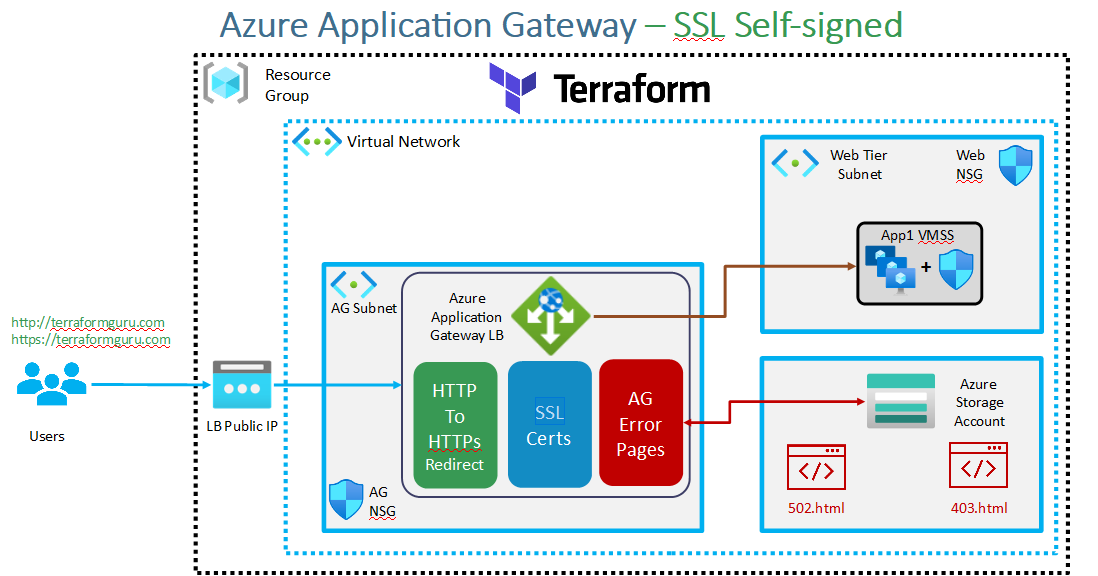 Azure Application Gateway – SSL Self-signed
Resource
Group
Terraform
Virtual Network
Web Tier
Subnet
Web
NSG
App1 VMSS
+
AG Subnet
Azure
Application
Gateway LB
http://terraformguru.com
https://terraformguru.com
Users
LB Public IP
HTTP
To
HTTPs
Redirect
SSL
Certs
AG
Error
Pages
AG
NSG
Azure
Storage
Account
502.html
403.html